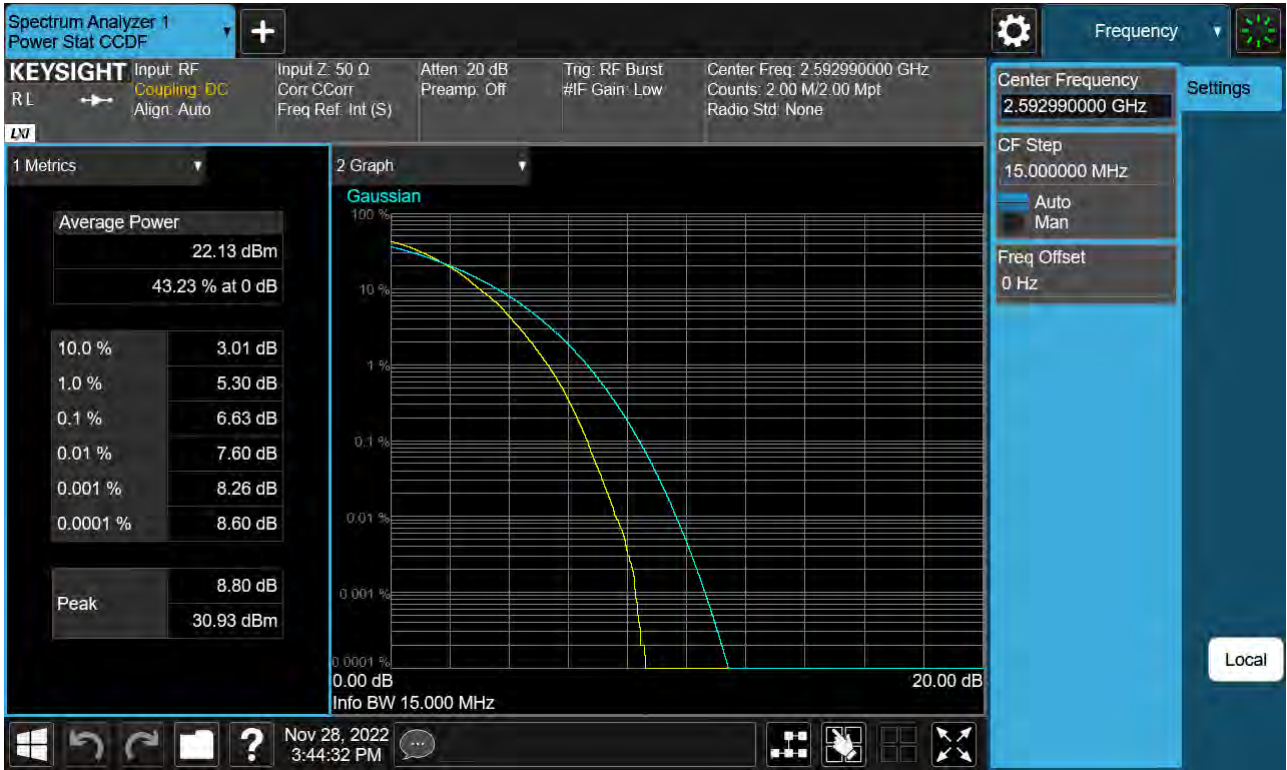 Spectrum Analyzer 1
Power Stat CCDF
Frequency
KEYSIGHT
RL
LXI
Input: RF
Coupling: DC
Align: Auto
Input Z: 50 Ω
Corr CCorr
Freq Ref: Int (S)
Atten: 20 dB
Preamp: Off
Trig: RF Burst
#IF Gain: Low
Center Freq: 2.592990000 GHz
Counts: 2.00 M/2.00 Mpt
Radio Std: None
Center Frequency
2.592990000 GHz
Settings
CF Step
15.000000 MHz
Auto
Man
Freq Offset
0 Hz
1 Metrics
Average Power
22.13 dBm
43.23 % at 0 dB
10.0 % 3.01 dB
1.0 % 5.30 dB
0.1 % 6.63 dB
0.01 % 7.60 dB
0.001 % 8.26 dB
0.0001 % 8.60 dB
Peak
8.80 dB
30.93 dBm
2 Graph
Gaussian
100 %
10 %
1 %
0.1 %
0.01 %
0.001 %
0.0001 %
0.00 dB 20.00 dB
Info BW 15.000 MHz
Local
Nov 28, 2022
3:44:32 PM